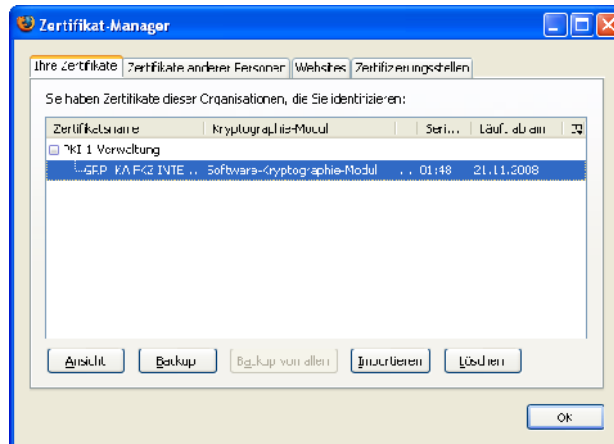 Zertifikat-Manager
Ihre Zertifikate Zertifikate anderer Personen Websites Zertifizierungsstellen
Sie haben Zertifikate dieser Organisationen, die Sie identifizieren:
Zertifikatsname Kryptographie-Modul Seri... Läuft ab am
PKI-1-Verwaltung
INTE... Software-Kryptographie-Modul ... 01:48 21.11.2008
Ansicht Backup Backup von allen Importieren Löschen
OK